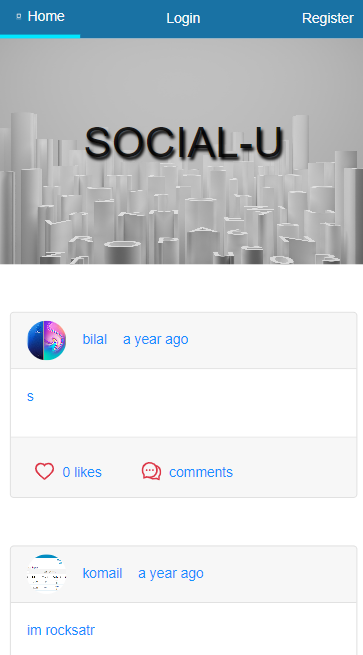 Home Login Register
SOCIAL-U
bilal a year ago
s
0 likes comments
komail a year ago
im rocksatr